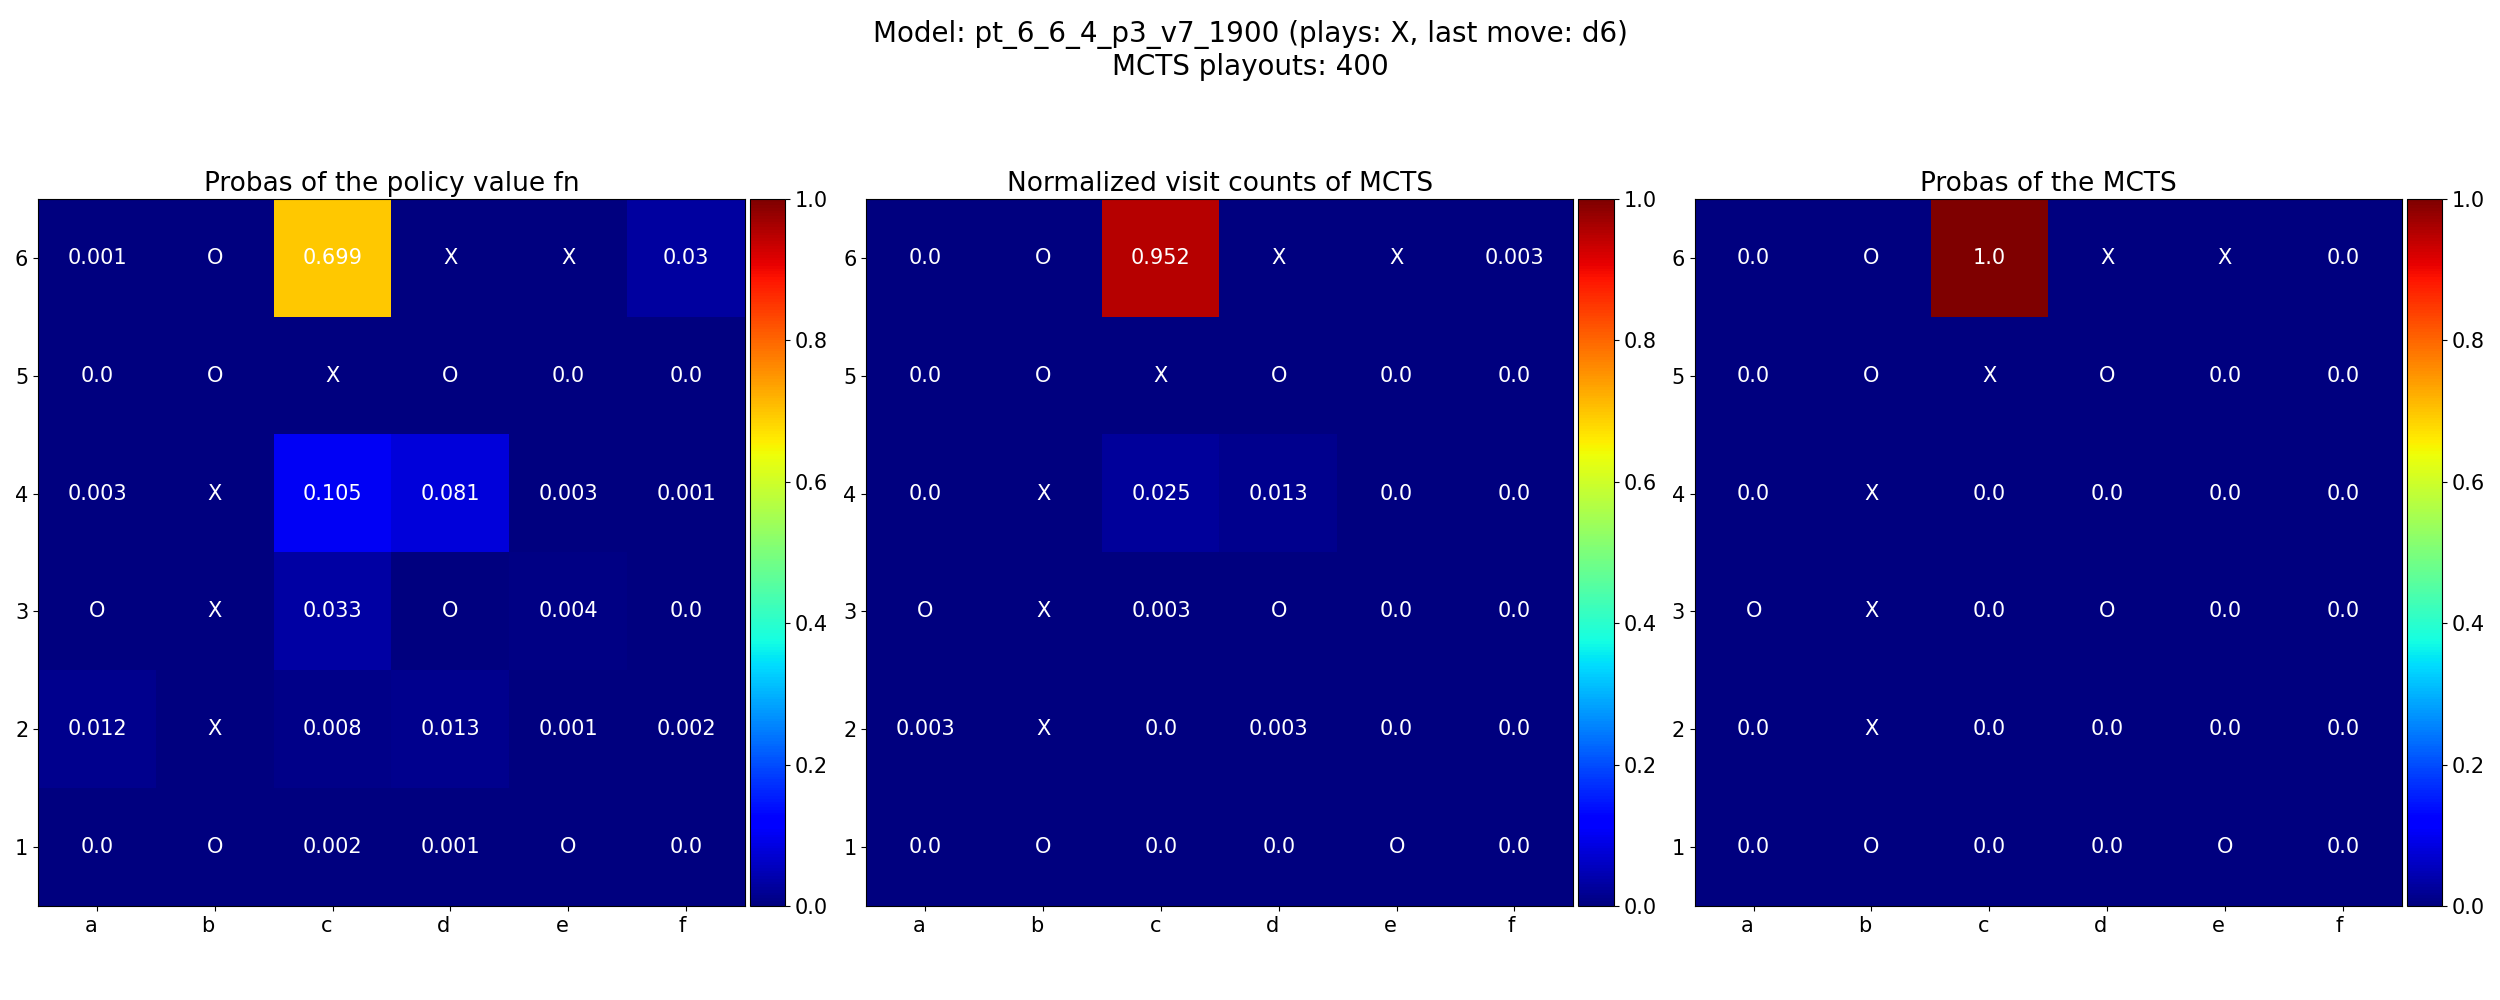 Model: pt_6_6_4_p3_v7_1900 (plays: X, last move: d6)
MCTS playouts: 400
Probas of the policy value fn
6 0.001 O 0.699 X X 0.03
5 0.0 O X O 0.0 0.0
4 0.003 X 0.105 0.081 0.003 0.001
3 O X 0.033 O 0.004 0.0
2 0.012 X 0.008 0.013 0.001 0.002
1 0.0 O 0.002 0.001 O 0.0
a b c d e f
1.0
0.8
0.6
0.4
0.2
0.0
Normalized visit counts of MCTS
6 0.0 O 0.952 X X 0.003
5 0.0 O X O 0.0 0.0
4 0.0 X 0.025 0.013 0.0 0.0
3 O X 0.003 O 0.0 0.0
2 0.003 X 0.0 0.003 0.0 0.0
1 0.0 O 0.0 0.0 O 0.0
a b c d e f
1.0
0.8
0.6
0.4
0.2
0.0
Probas of the MCTS
6 0.0 O 1.0 X X 0.0
5 0.0 O X O 0.0 0.0
4 0.0 X 0.0 0.0 0.0 0.0
3 O X 0.0 O 0.0 0.0
2 0.0 X 0.0 0.0 0.0 0.0
1 0.0 O 0.0 0.0 O 0.0
a b c d e f
1.0
0.8
0.6
0.4
0.2
0.0